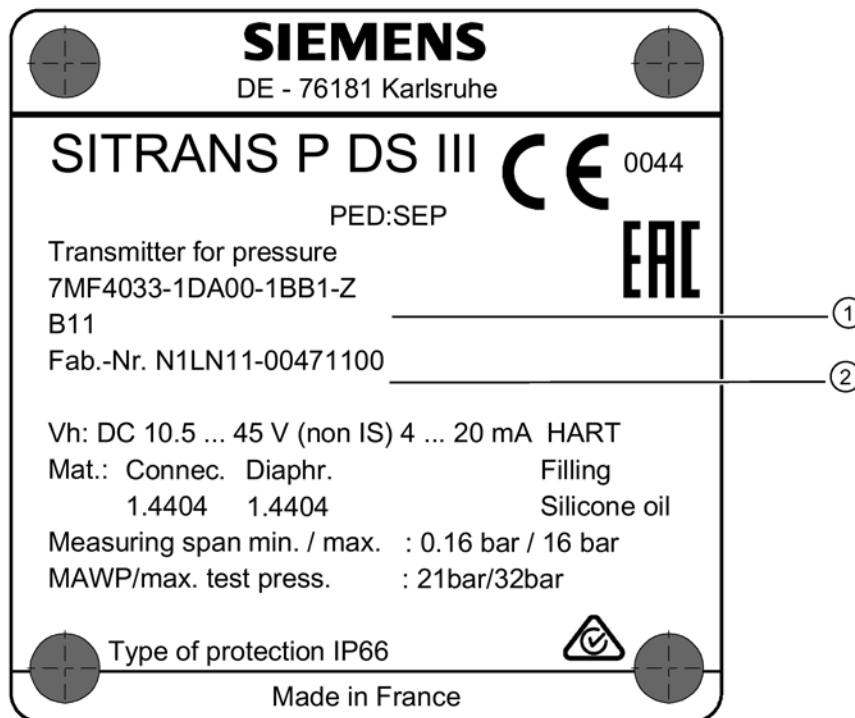 SIEMENS
DE - 76181 Karlsruhe
SITRANS P DS III CE 0044
PED:SEP
EAC
Transmitter for pressure
7MF4033-1DA00-1BB1-Z
B11
①
Fab.-Nr. N1LN11-00471100
②
Vh: DC 10.5 ... 45 V (non IS) 4 ... 20 mA HART
Mat.: Connec. Diaphr. Filling
1.4404 1.4404 Silicone oil
Measuring span min. / max. : 0.16 bar / 16 bar
MAWP/max. test press. : 21bar/32bar
Type of protection IP66
Made in France